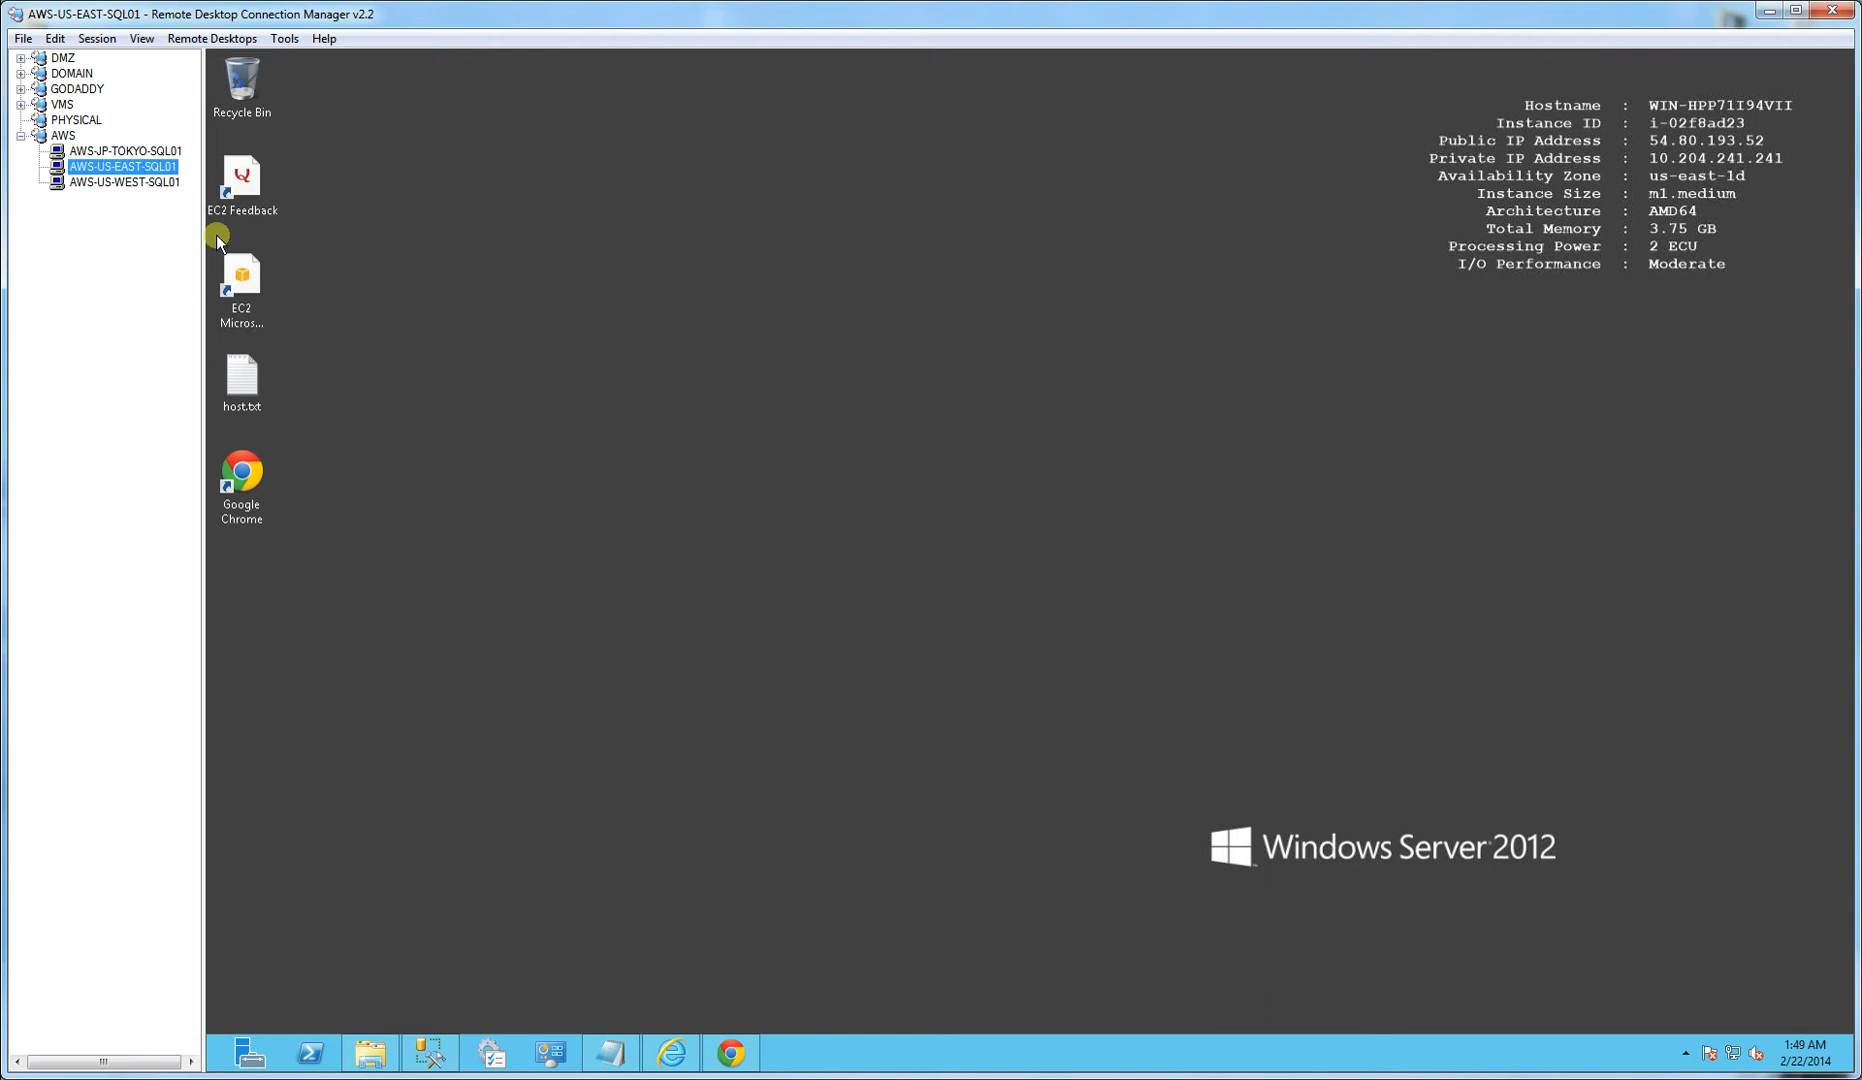 AWS-US-EAST-SQL01 - Remote Desktop Connection Manager v2.2
File Edit Session View Remote Desktops Tools Help
DMZ
DOMAIN
GODADDY
VMS
PHYSICAL
AWS
AWS-JP-TOKYO-SQL01
AWS-US-EAST-SQL01
AWS-US-WEST-SQL01
Recycle Bin
EC2 Feedback
EC2
Micros...
host.txt
Google
Chrome
Hostname : WIN-HPP71I94VII
Instance ID : i-02f8ad23
Public IP Address : 54.80.193.52
Private IP Address : 10.204.241.241
Availability Zone : us-east-1d
Instance Size : m1.medium
Architecture : AMD64
Total Memory : 3.75 GB
Processing Power : 2 ECU
I/O Performance : Moderate
Windows Server 2012
1:49 AM
2/22/2014